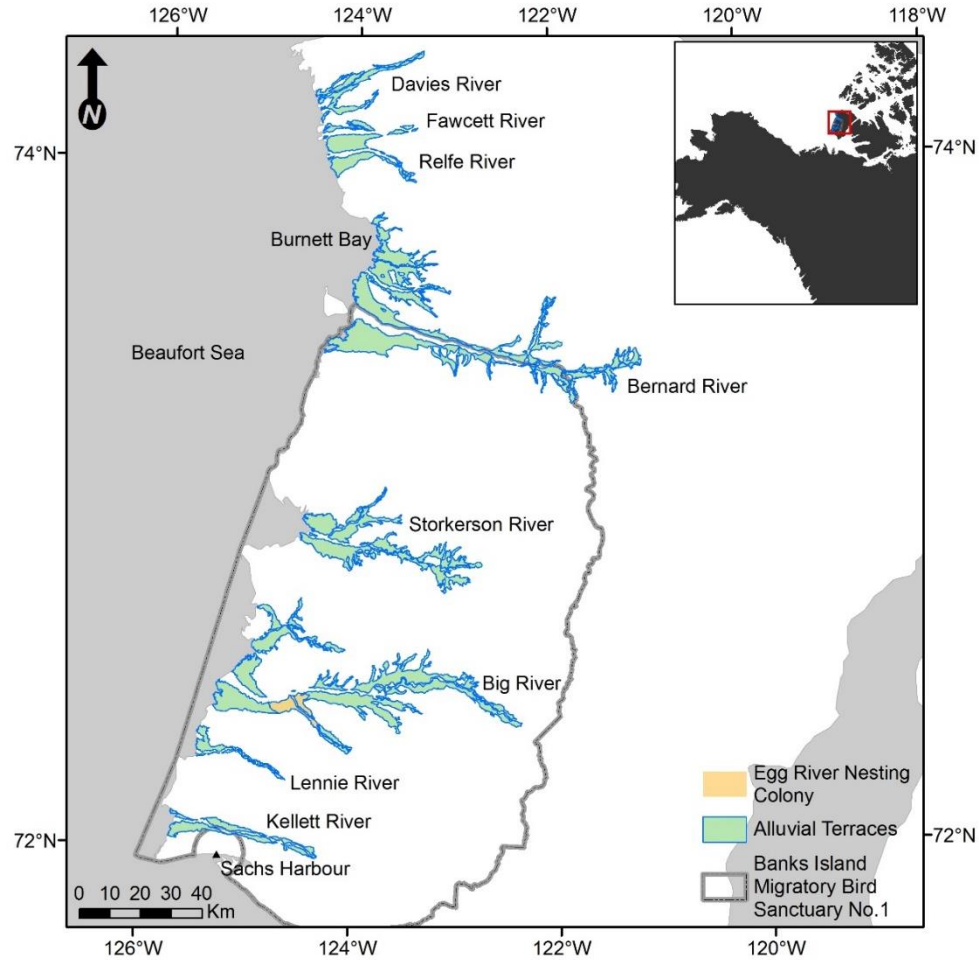 126°W 124°W 122°W 120°W 118°W
N
Davies River
Fawcett River
74°N 74°N
Relfe River
Burnett Bay
Beaufort Sea
Bernard River
Storkerson River
Big River
Lennie River
Egg River Nesting
Colony
Kellett River
Alluvial Terraces
72°N 72°N
Sachs Harbour
Banks Island
Migratory Bird
Sanctuary No.1
0 10 20 30 40
Km
126°W 124°W 122°W 120°W